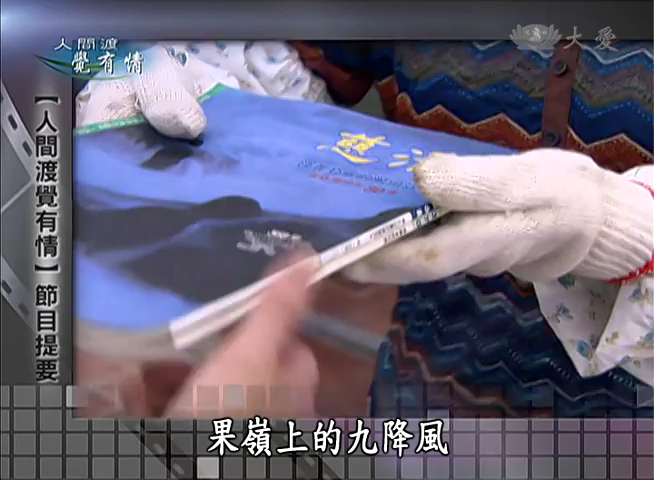 人間渡
覺有情
大愛
【人間渡覺有情】節目提要
果嶺上的九降風